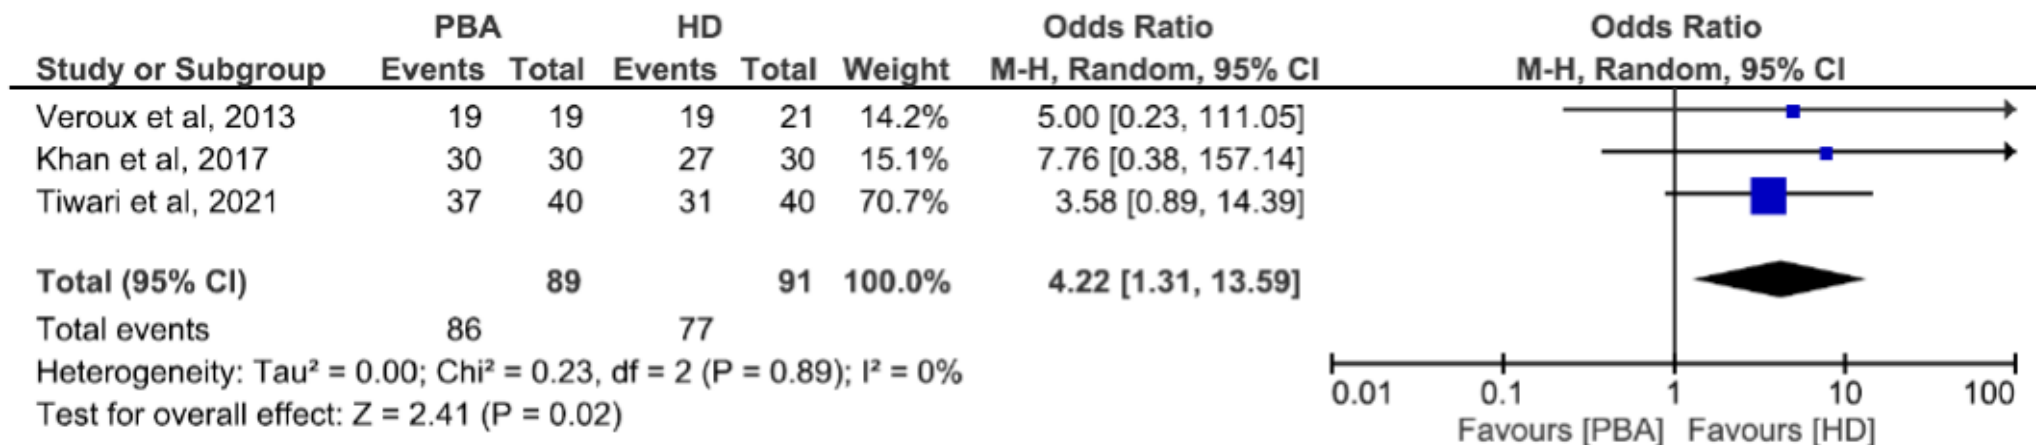 PBA HD Odds Ratio Odds Ratio
Study or Subgroup Events Total Events Total Weight M-H, Random, 95% CI M-H, Random, 95% CI
Veroux et al, 2013 19 19 19 21 14.2% 5.00 [0.23, 111.05]
Khan et al, 2017 30 30 27 30 15.1% 7.76 [0.38, 157.14]
Tiwari et al, 2021 37 40 31 40 70.7% 3.58 [0.89, 14.39]
Total (95% CI) 89 91 100.0% 4.22 [1.31, 13.59]
Total events 86 77
Heterogeneity: Tau² = 0.00; Chi² = 0.23, df = 2 (P = 0.89); I² = 0%
Test for overall effect: Z = 2.41 (P = 0.02)
0.01 0.1 1 10 100
Favours [PBA] Favours [HD]